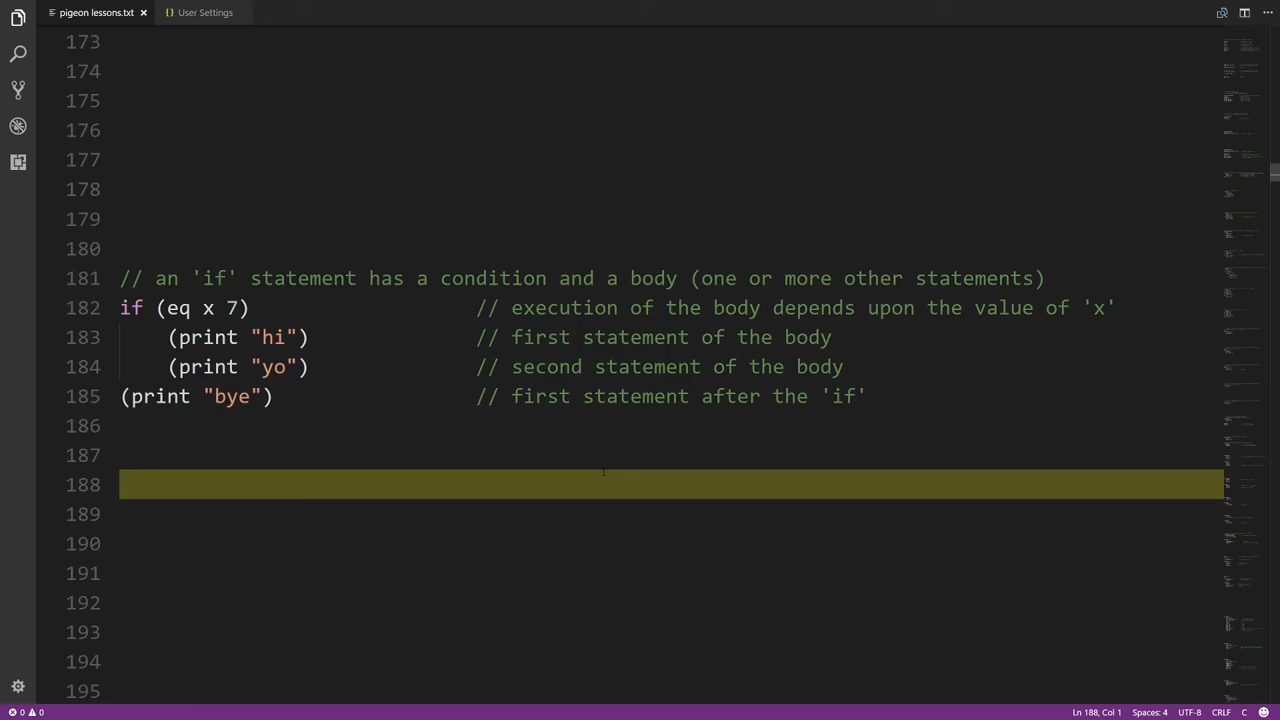 pigeon lessons.txt
{ } User Settings
173
174
175
176
177
178
179
180
181 // an 'if' statement has a condition and a body (one or more other statements)
182 if (eq x 7) // execution of the body depends upon the value of 'x'
183 (print "hi") // first statement of the body
184 (print "yo") // second statement of the body
185 (print "bye") // first statement after the 'if'
186
187
188
189
190
191
192
193
194
195
0 0 Ln 188, Col 1 Spaces: 4 UTF-8 CRLF C